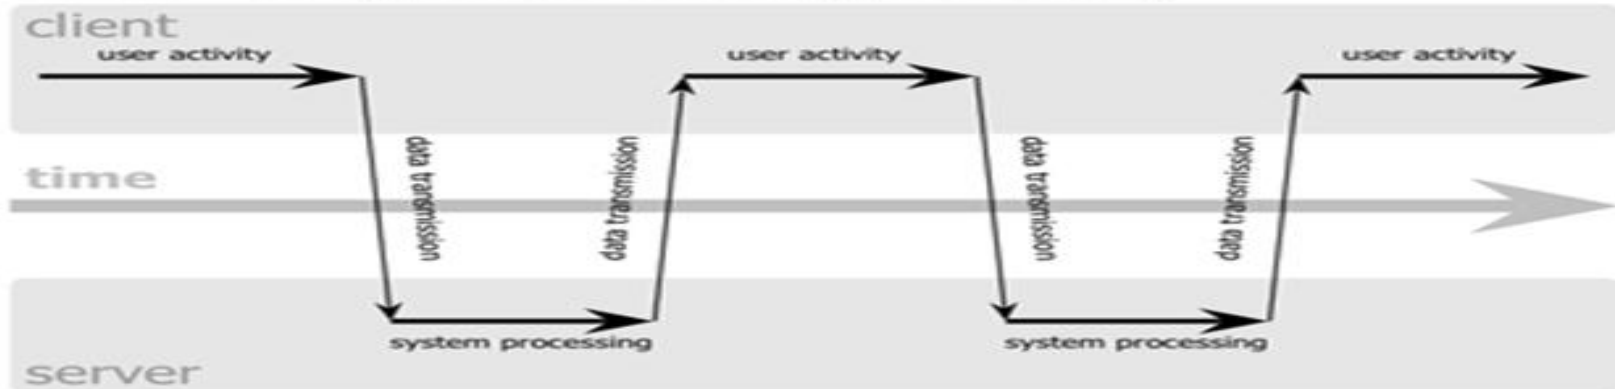 client
user activity
user activity
user activity
data transmission
data transmission
data transmission
data transmission
time
system processing
system processing
server